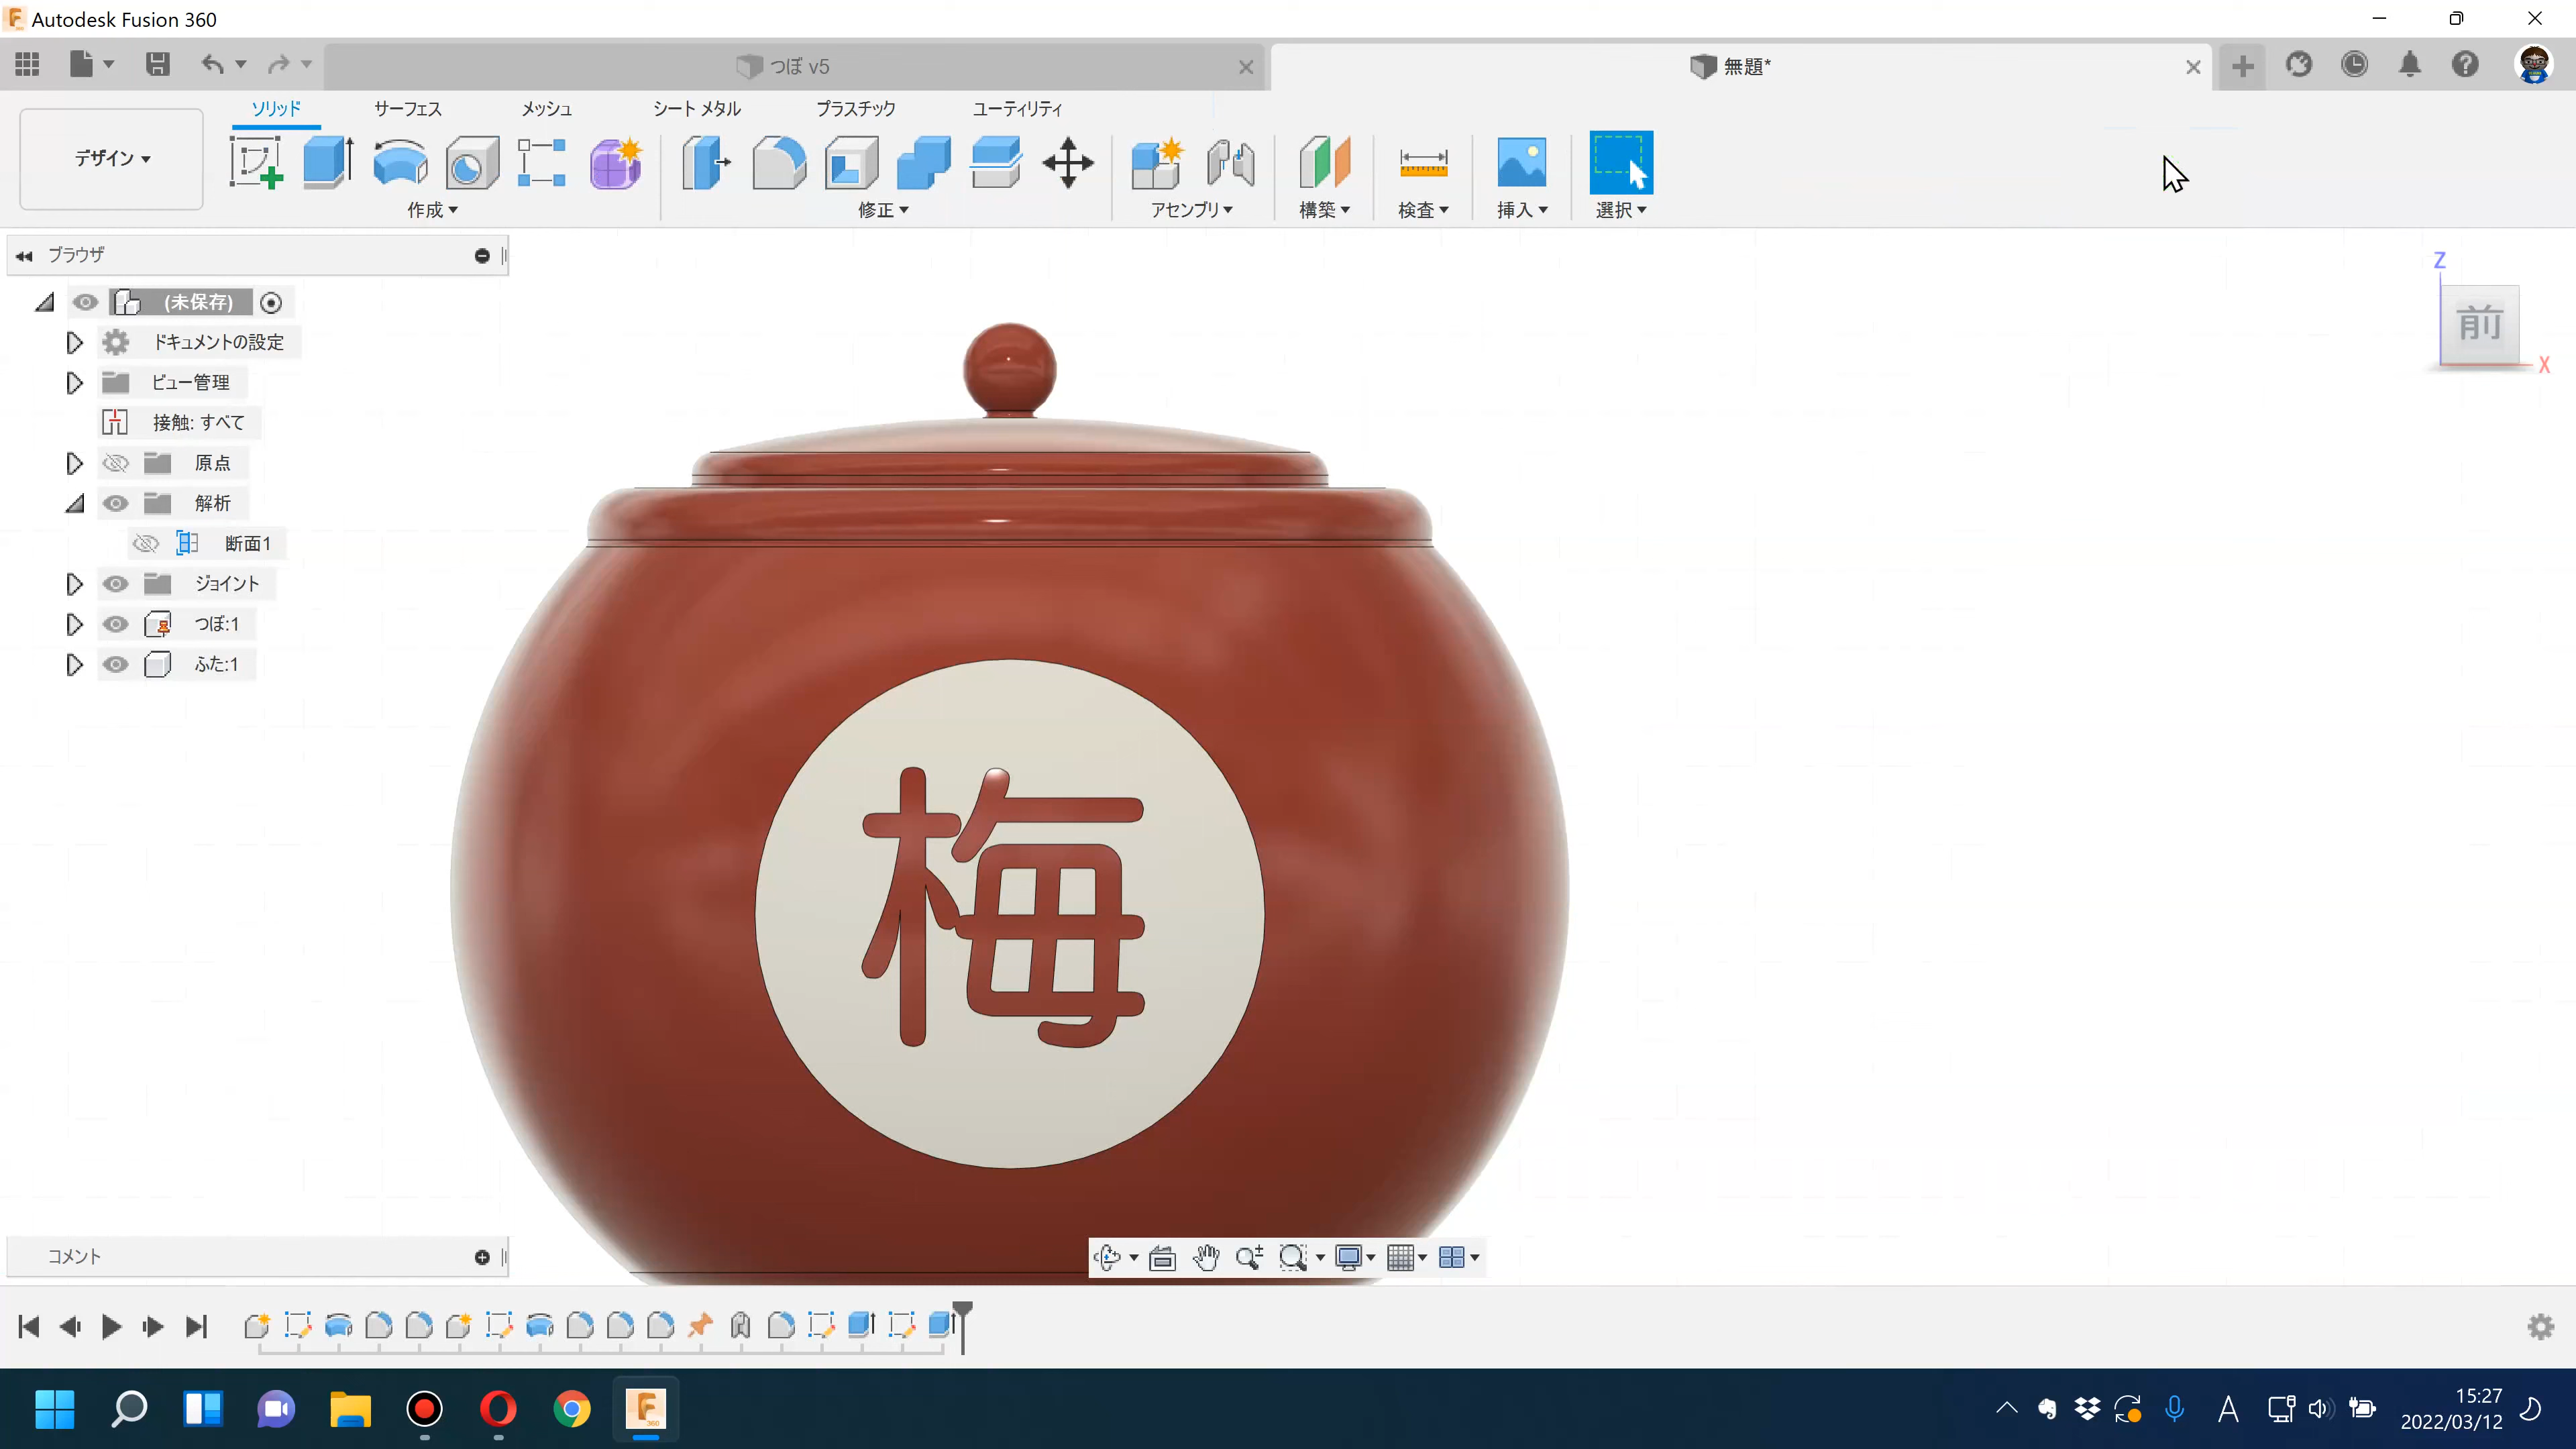 Autodesk Fusion 360
つぼ v5
無題*
デザイン
ソリッド
サーフェス
メッシュ
シート メタル
プラスチック
ユーティリティ
作成
修正
アセンブリ
構築
検査
挿入
選択
ブラウザ
(未保存)
ドキュメントの設定
ビュー管理
接触: すべて
原点
解析
断面1
ジョイント
つぼ:1
ふた:1
Z
前
X
梅
コメント
360
A
15:27
2022/03/12